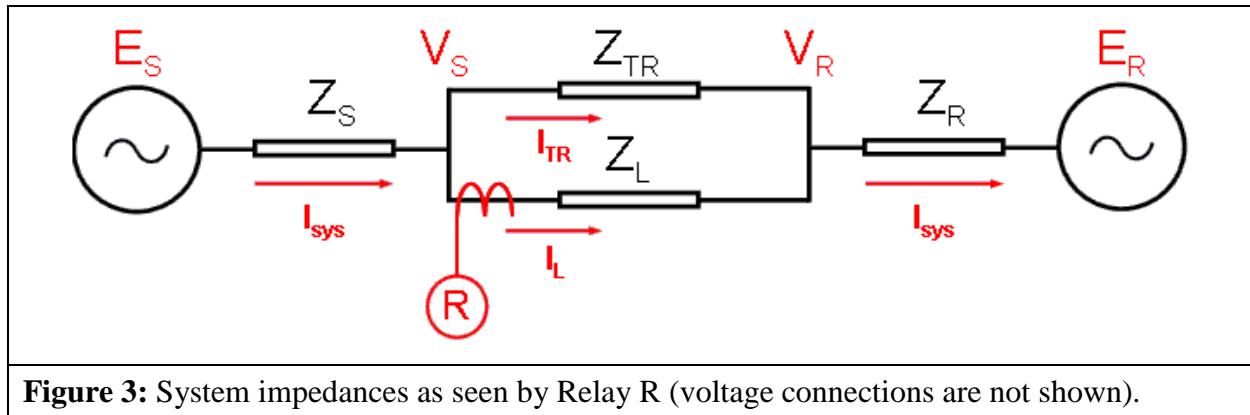 E_S V_S Z_TR V_R E_R
Z_S Z_R
I_TR
Z_L
I_sys I_sys
I_L
R
Figure 3: System impedances as seen by Relay R (voltage connections are not shown).